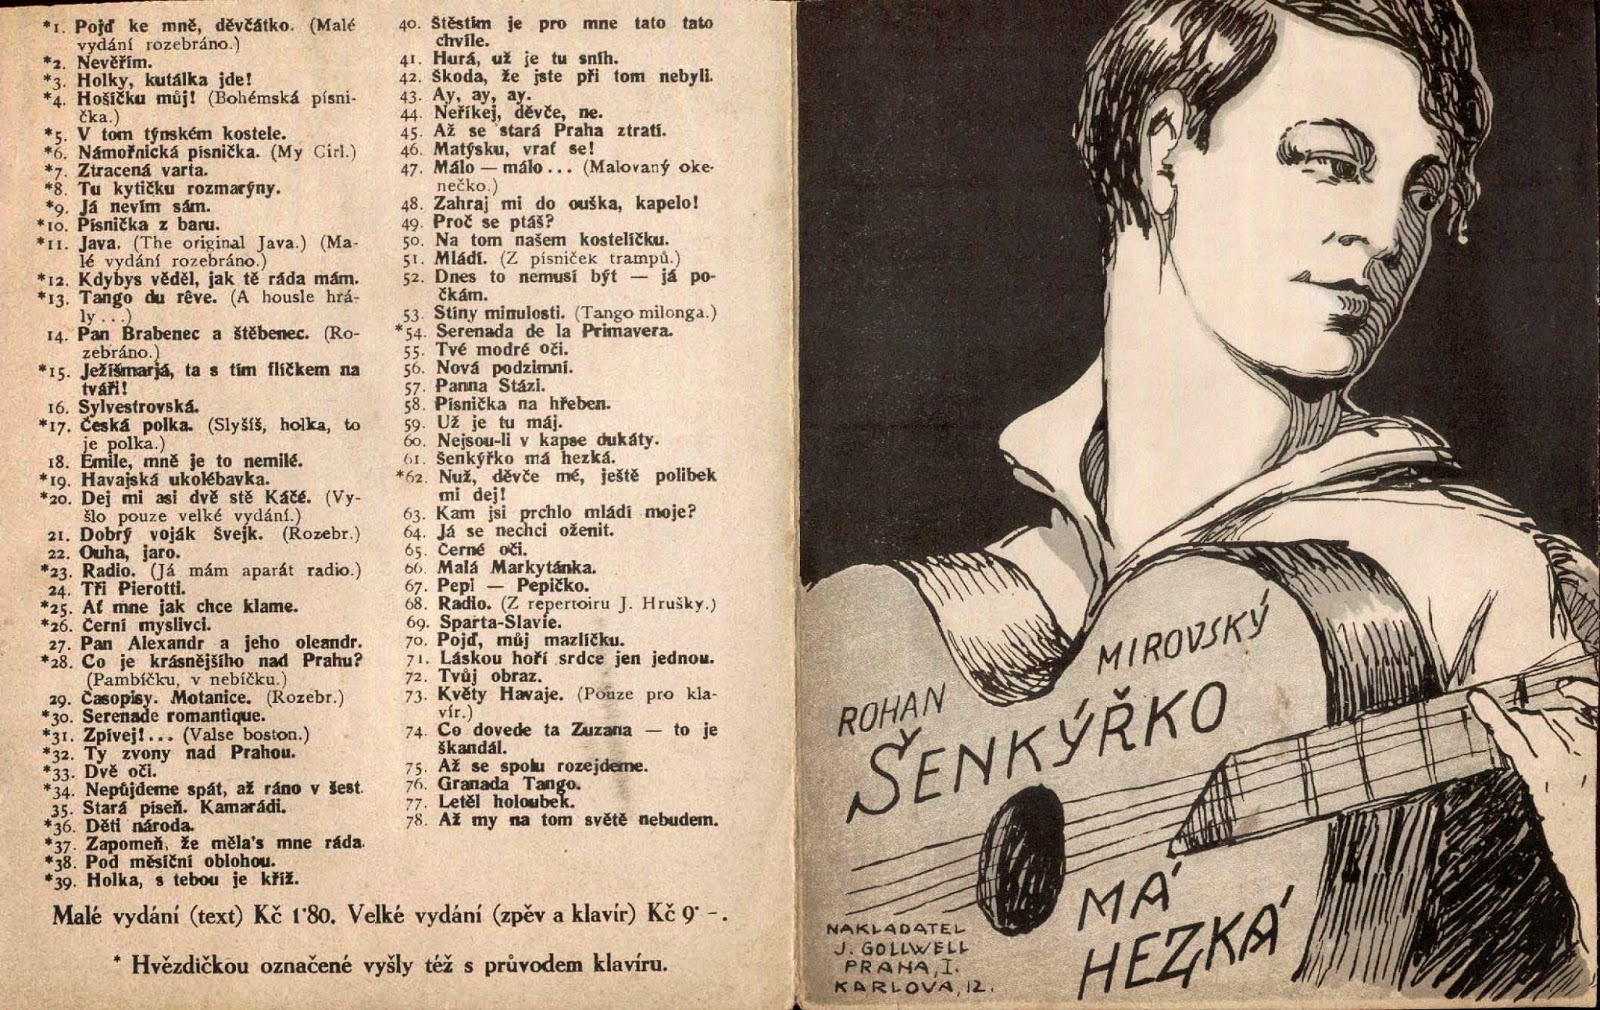 *1. Pojď ke mně, děvčátko. (Malé
vydání rozebráno.)
*2. Nevěřím.
*3. Holky, kutálka jde!
*4. Hošíčku můj! (Bohémská písni-
čka.)
*5. V tom týnském kostele.
*6. Námořnická písnička. (My Girl.)
*7. Ztracená varta.
*8. Tu kytičku rozmarýny.
*9. Já nevím sám.
*10. Písnička z baru.
*11. Java. (The original Java.) (Ma-
lé vydání rozebráno.)
*12. Kdybys věděl, jak tě ráda mám.
*13. Tango du rêve. (A housle hrá-
ly ...)
14. Pan Brabenec a štěbenec. (Ro-
zebráno.)
*15. Ježíšmarjá, ta s tím flíčkem na
tváři!
16. Sylvestrovská.
*17. Česká polka. (Slyšíš, holka, to
je polka.)
18. Emile, mně je to nemilé.
*19. Havajská ukolébavka.
*20. Dej mi asi dvě stě Káčé. (Vy-
šlo pouze velké vydání.)
21. Dobrý voják Švejk. (Rozebr.)
22. Ouha, jaro.
*23. Radio. (Já mám aparát radio.)
24. Tři Pierotti.
*25. Ať mne jak chce klame.
*26. Černí myslivci.
27. Pan Alexandr a jeho oleandr.
*28. Co je krásnějšího nad Prahu?
(Pambíčku, v nebíčku.)
29. Časopisy. Motanice. (Rozebr.)
*30. Serenade romantique.
*31. Zpívej!... (Valse boston.)
*32. Ty zvony nad Prahou.
*33. Dvě oči.
*34. Nepůjdeme spát, až ráno v šest.
35. Stará píseň. Kamarádi.
*36. Děti národa.
*37. Zapomeň, že měla's mne ráda.
*38. Pod měsíční oblohou.
*39. Holka, s tebou je kříž.
40. Štěstím je pro mne tato tato
chvíle.
41. Hurá, už je tu sníh.
42. Škoda, že jste při tom nebyli.
43. Ay, ay, ay.
44. Neříkej, děvče, ne.
45. Až se stará Praha ztratí.
46. Matýsku, vrať se!
47. Málo — málo... (Malovaný oke-
nečko.)
48. Zahraj mi do ouška, kapelo!
49. Proč se ptáš?
50. Na tom našem kostelíčku.
51. Mládí. (Z písniček trampů.)
52. Dnes to nemusí být — já po-
čkám.
53. Stíny minulosti. (Tango milonga.)
*54. Serenada de la Primavera.
55. Tvé modré oči.
56. Nová podzimní.
57. Panna Stázi.
58. Písnička na hřeben.
59. Už je tu máj.
60. Nejsou-li v kapse dukáty.
61. Šenkýřko má hezká.
*62. Nuž, děvče mé, ještě polibek
mi dej!
63. Kam jsi prchlo mládí moje?
64. Já se nechci oženit.
65. Černé oči.
66. Malá Markytánka.
67. Pepi — Pepičko.
68. Radio. (Z repertoiru J. Hrušky.)
69. Sparta-Slavie.
70. Pojď, můj mazlíčku.
71. Láskou hoří srdce jen jednou.
72. Tvůj obraz.
73. Květy Havaje. (Pouze pro kla-
vír.)
74. Co dovede ta Zuzana — to je
škandál.
75. Až se spolu rozejdeme.
76. Granada Tango.
77. Letěl holoubek.
78. Až my na tom světě nebudem.
Malé vydání (text) Kč 1'80. Velké vydání (zpěv a klavír) Kč 9'-.
* Hvězdičkou označené vyšly též s průvodem klavíru.
ROHAN MIROVSKÝ
ŠENKÝŘKO
MÁ
HEZKÁ
NAKLADATEL
J. GOLLWELL
PRAHA, I.
KARLOVA, 12.